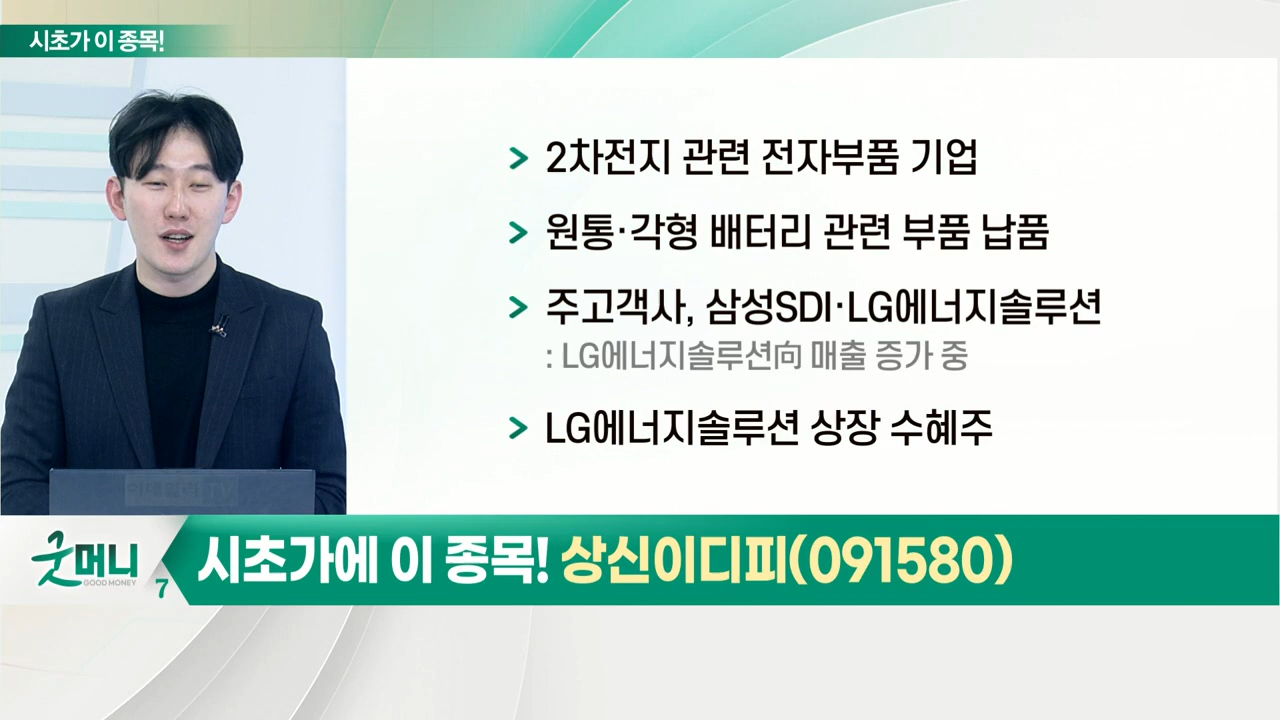 시초가 이 종목!
> 2차전지 관련 전자부품 기업
> 원통·각형 배터리 관련 부품 납품
> 주고객사, 삼성SDI·LG에너지솔루션
: LG에너지솔루션向 매출 증가 중
> LG에너지솔루션 상장 수혜주
굿머니
GOOD MONEY
7
시초가에 이 종목! 상신이디피(091580)